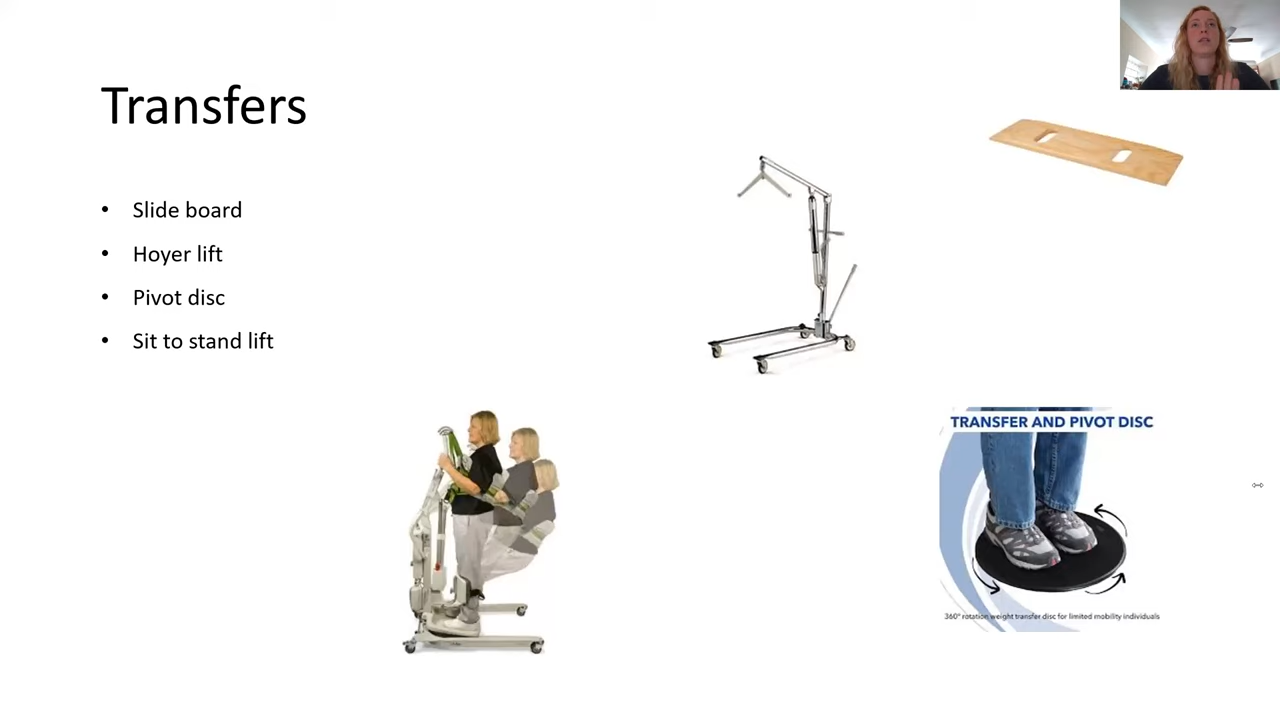 Transfers
• Slide board
• Hoyer lift
• Pivot disc
• Sit to stand lift
TRANSFER AND PIVOT DISC
360° rotation weight transfer disc for limited mobility individuals